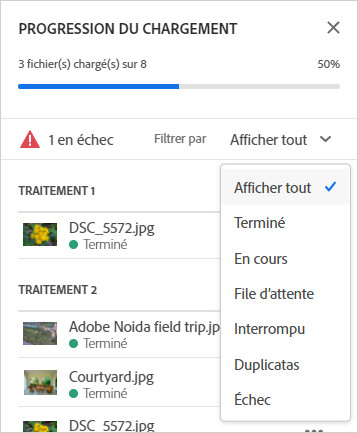 PROGRESSION DU CHARGEMENT
3 fichier(s) chargé(s) sur 8 50%
1 en échec Filtrer par Afficher tout
Afficher tout
TRAITEMENT 1
DSC_5572.jpg
Terminé
Terminé
En cours
File d'attente
Interrompu
Duplicatas
Échec
TRAITEMENT 2
Adobe Noida field trip.jp
Terminé
Courtyard.jpg
Terminé
DSC_5572.jpg